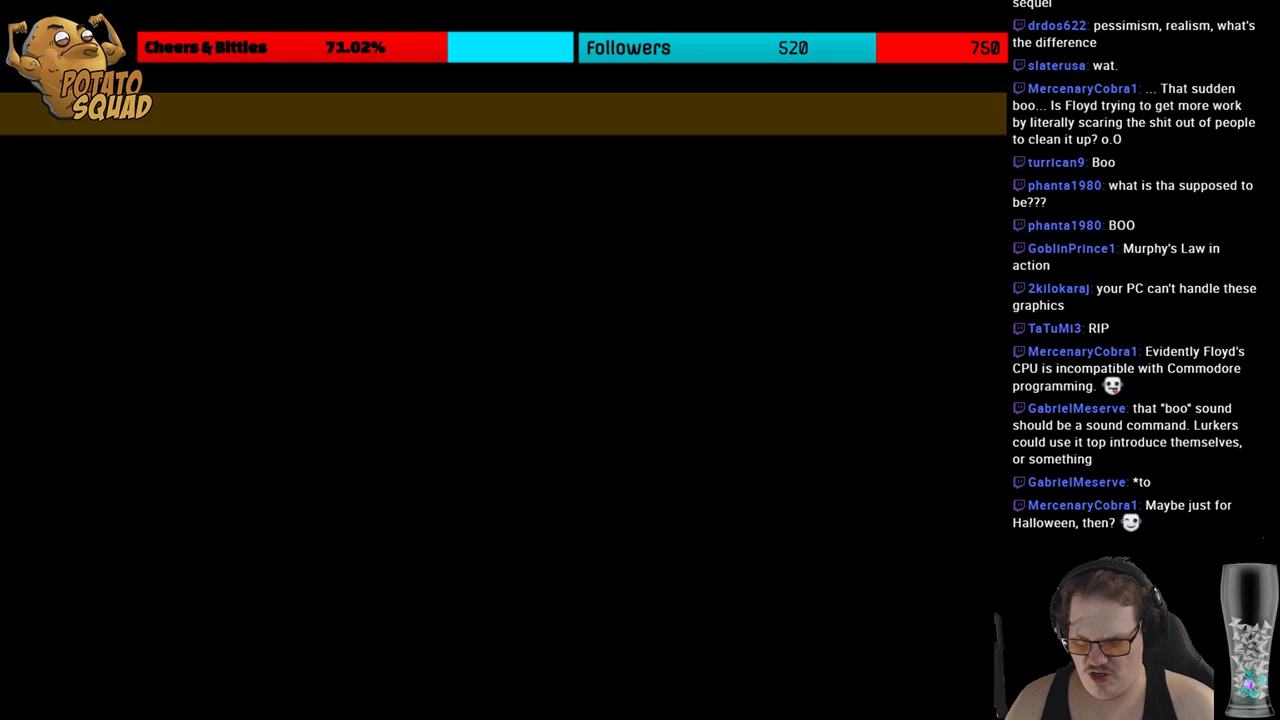 POTATO
SQUAD
Cheers & Bitties 71.02%
Followers 520 750
sequel
drdos622: pessimism, realism, what's
the difference
slaterusa: wat.
MercenaryCobra1: ... That sudden
boo... Is Floyd trying to get more work
by literally scaring the shit out of people
to clean it up? o.O
turrican9: Boo
phanta1980: what is tha supposed to
be???
phanta1980: BOO
GoblinPrince1: Murphy's Law in
action
2kilokaraj: your PC can't handle these
graphics
TaTuMi3: RIP
MercenaryCobra1: Evidently Floyd's
CPU is incompatible with Commodore
programming.
GabrielMeserve: that "boo" sound
should be a sound command. Lurkers
could use it top introduce themselves,
or something
GabrielMeserve: *to
MercenaryCobra1: Maybe just for
Halloween, then?